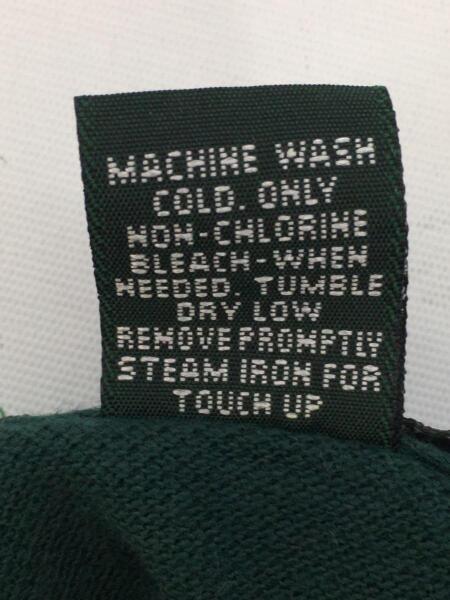 MACHINE WASH
COLD. ONLY
NON-CHLORINE
BLEACH-WHEN
NEEDED. TUMBLE
DRY LOW
REMOVE PROMPTLY
STEAM IRON FOR
TOUCH UP